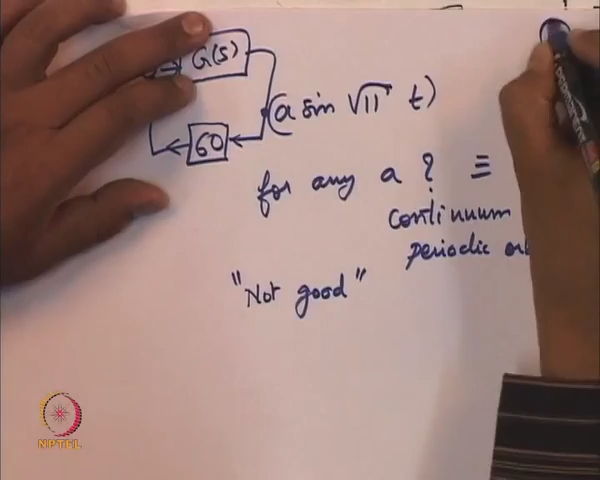 G(s)
60
(a sin √11 t)
for any a ? ≡
continuum
periodic
"Not good"
NPTEL